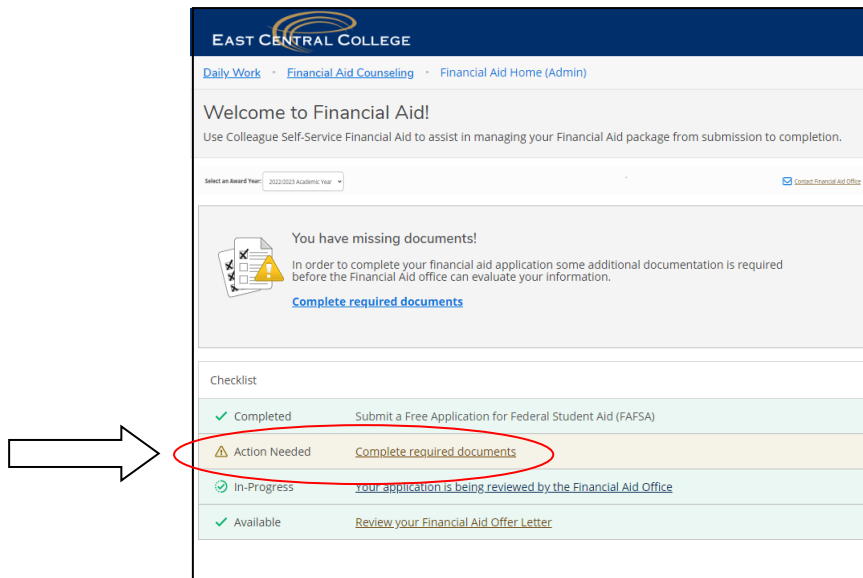 EAST CENTRAL COLLEGE
Daily Work · Financial Aid Counseling · Financial Aid Home (Admin)
Welcome to Financial Aid!
Use Colleague Self-Service Financial Aid to assist in managing your Financial Aid package from submission to completion.
Select an Award Year: 2022/2023 Academic Year Contact Financial Aid Office
You have missing documents!
In order to complete your financial aid application some additional documentation is required
before the Financial Aid office can evaluate your information.
Complete required documents
Checklist
Completed Submit a Free Application for Federal Student Aid (FAFSA)
Action Needed Complete required documents
In-Progress Your application is being reviewed by the Financial Aid Office
Available Review your Financial Aid Offer Letter